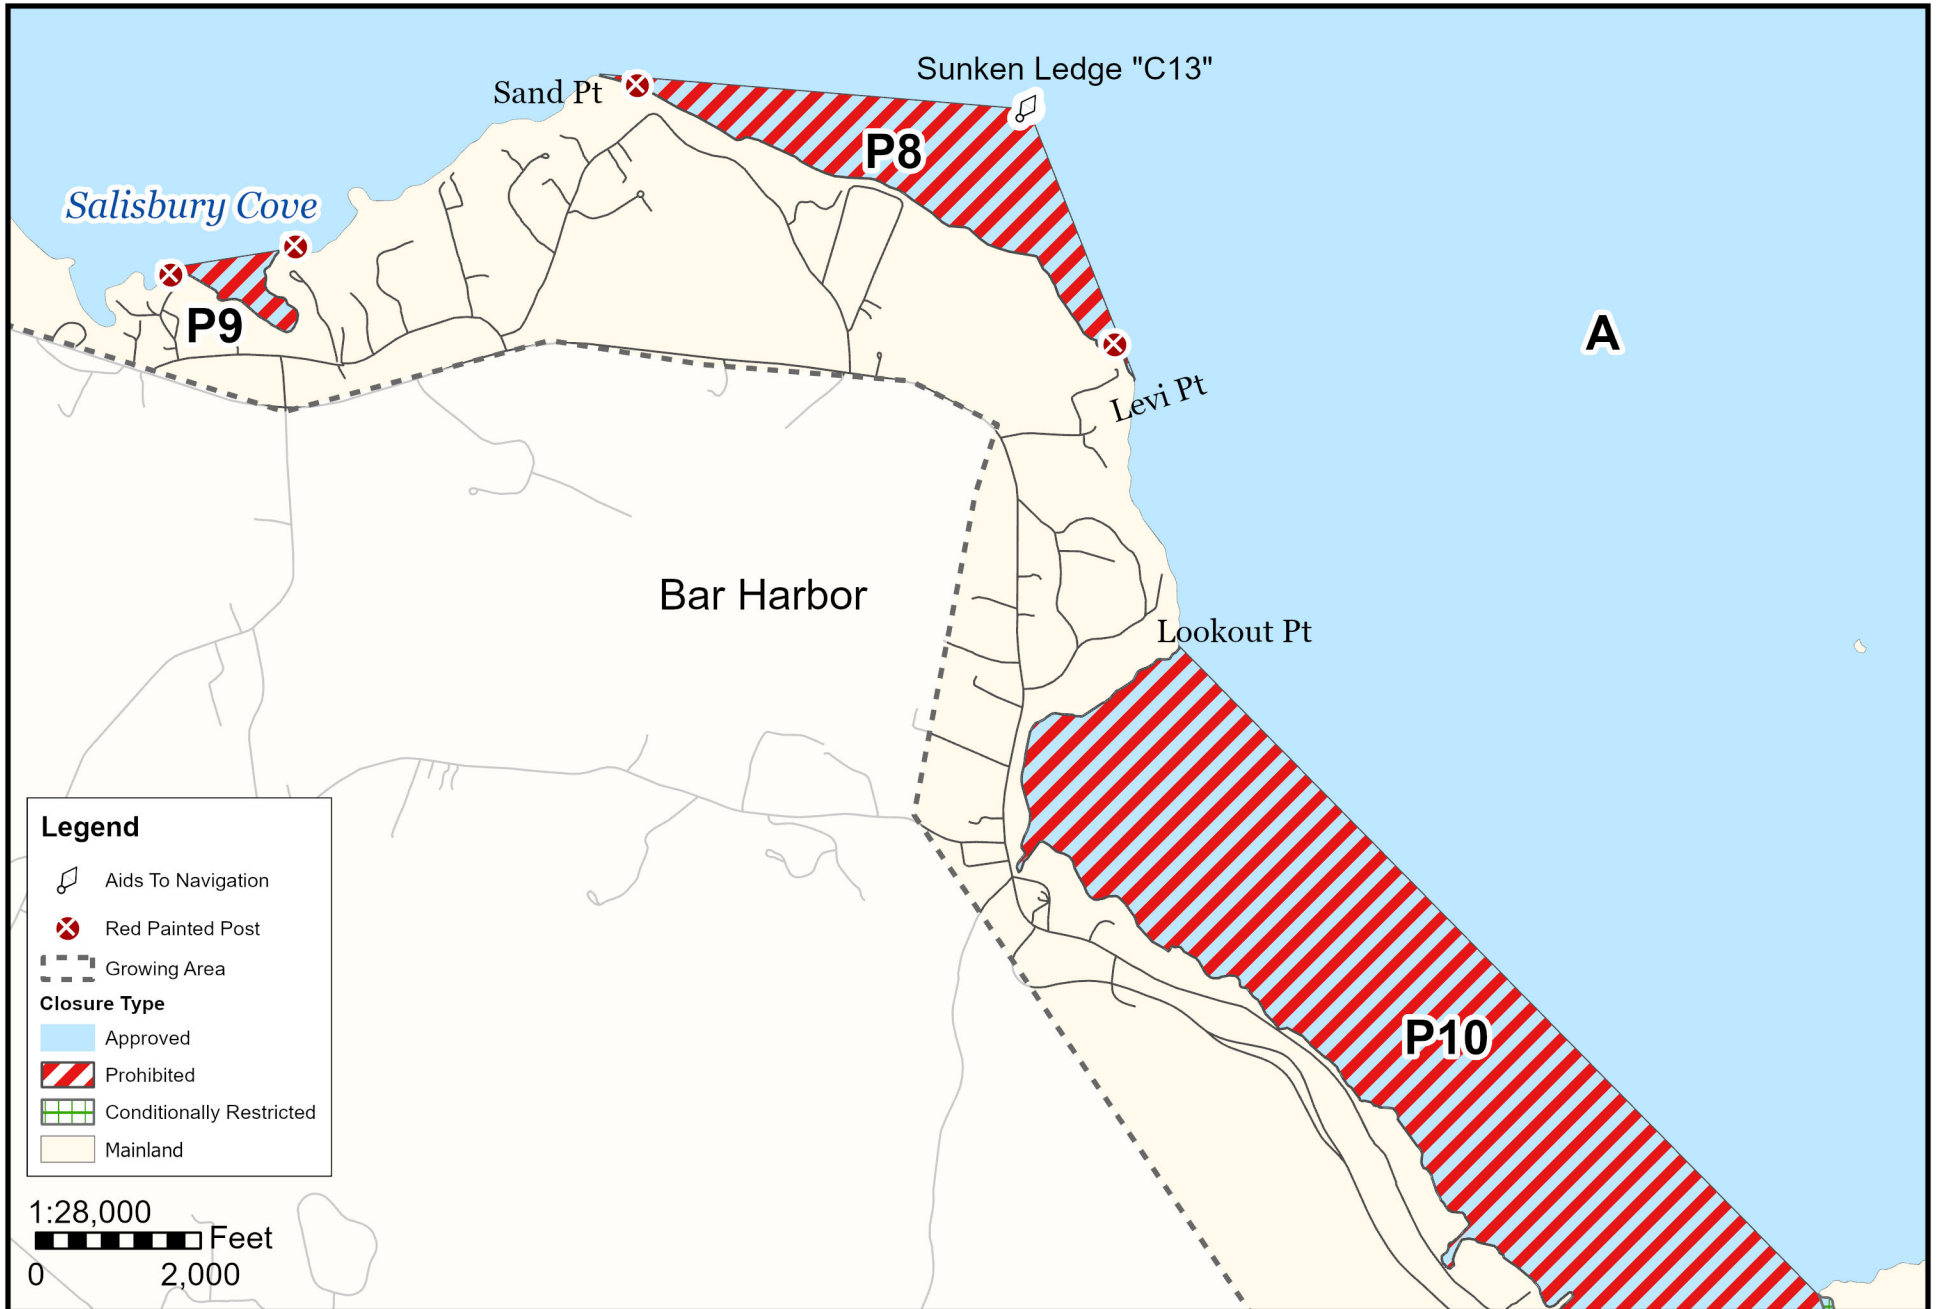 Sunken Ledge "C13"
Sand Pt
P8
Salisbury Cove
P9
A
Levi Pt
Bar Harbor
Lookout Pt
P10
Legend
Aids To Navigation
Red Painted Post
Growing Area
Closure Type
Approved
Prohibited
Conditionally Restricted
Mainland
1:28,000
Feet
0 2,000